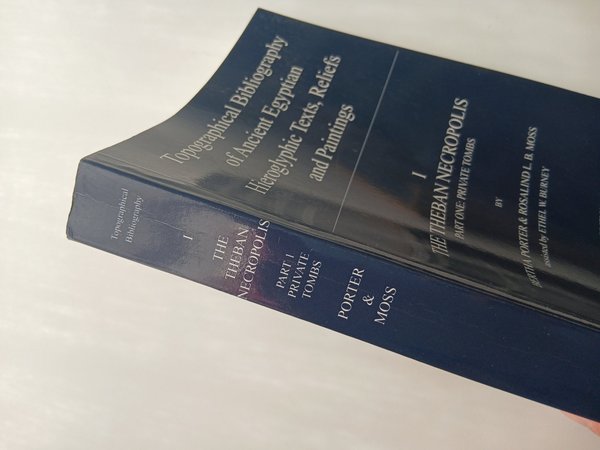 Topographical Bibliography
of Ancient Egyptian
Hieroglyphic Texts, Reliefs
and Paintings
I
THE THEBAN NECROPOLIS
PART ONE: PRIVATE TOMBS
BY
BERTHA PORTER & ROSALIND L. B. MOSS
assisted by ETHEL W. BURNEY
Topographical
Bibliography
I
THE
THEBAN
NECROPOLIS
PART 1
PRIVATE
TOMBS
PORTER
&
MOSS